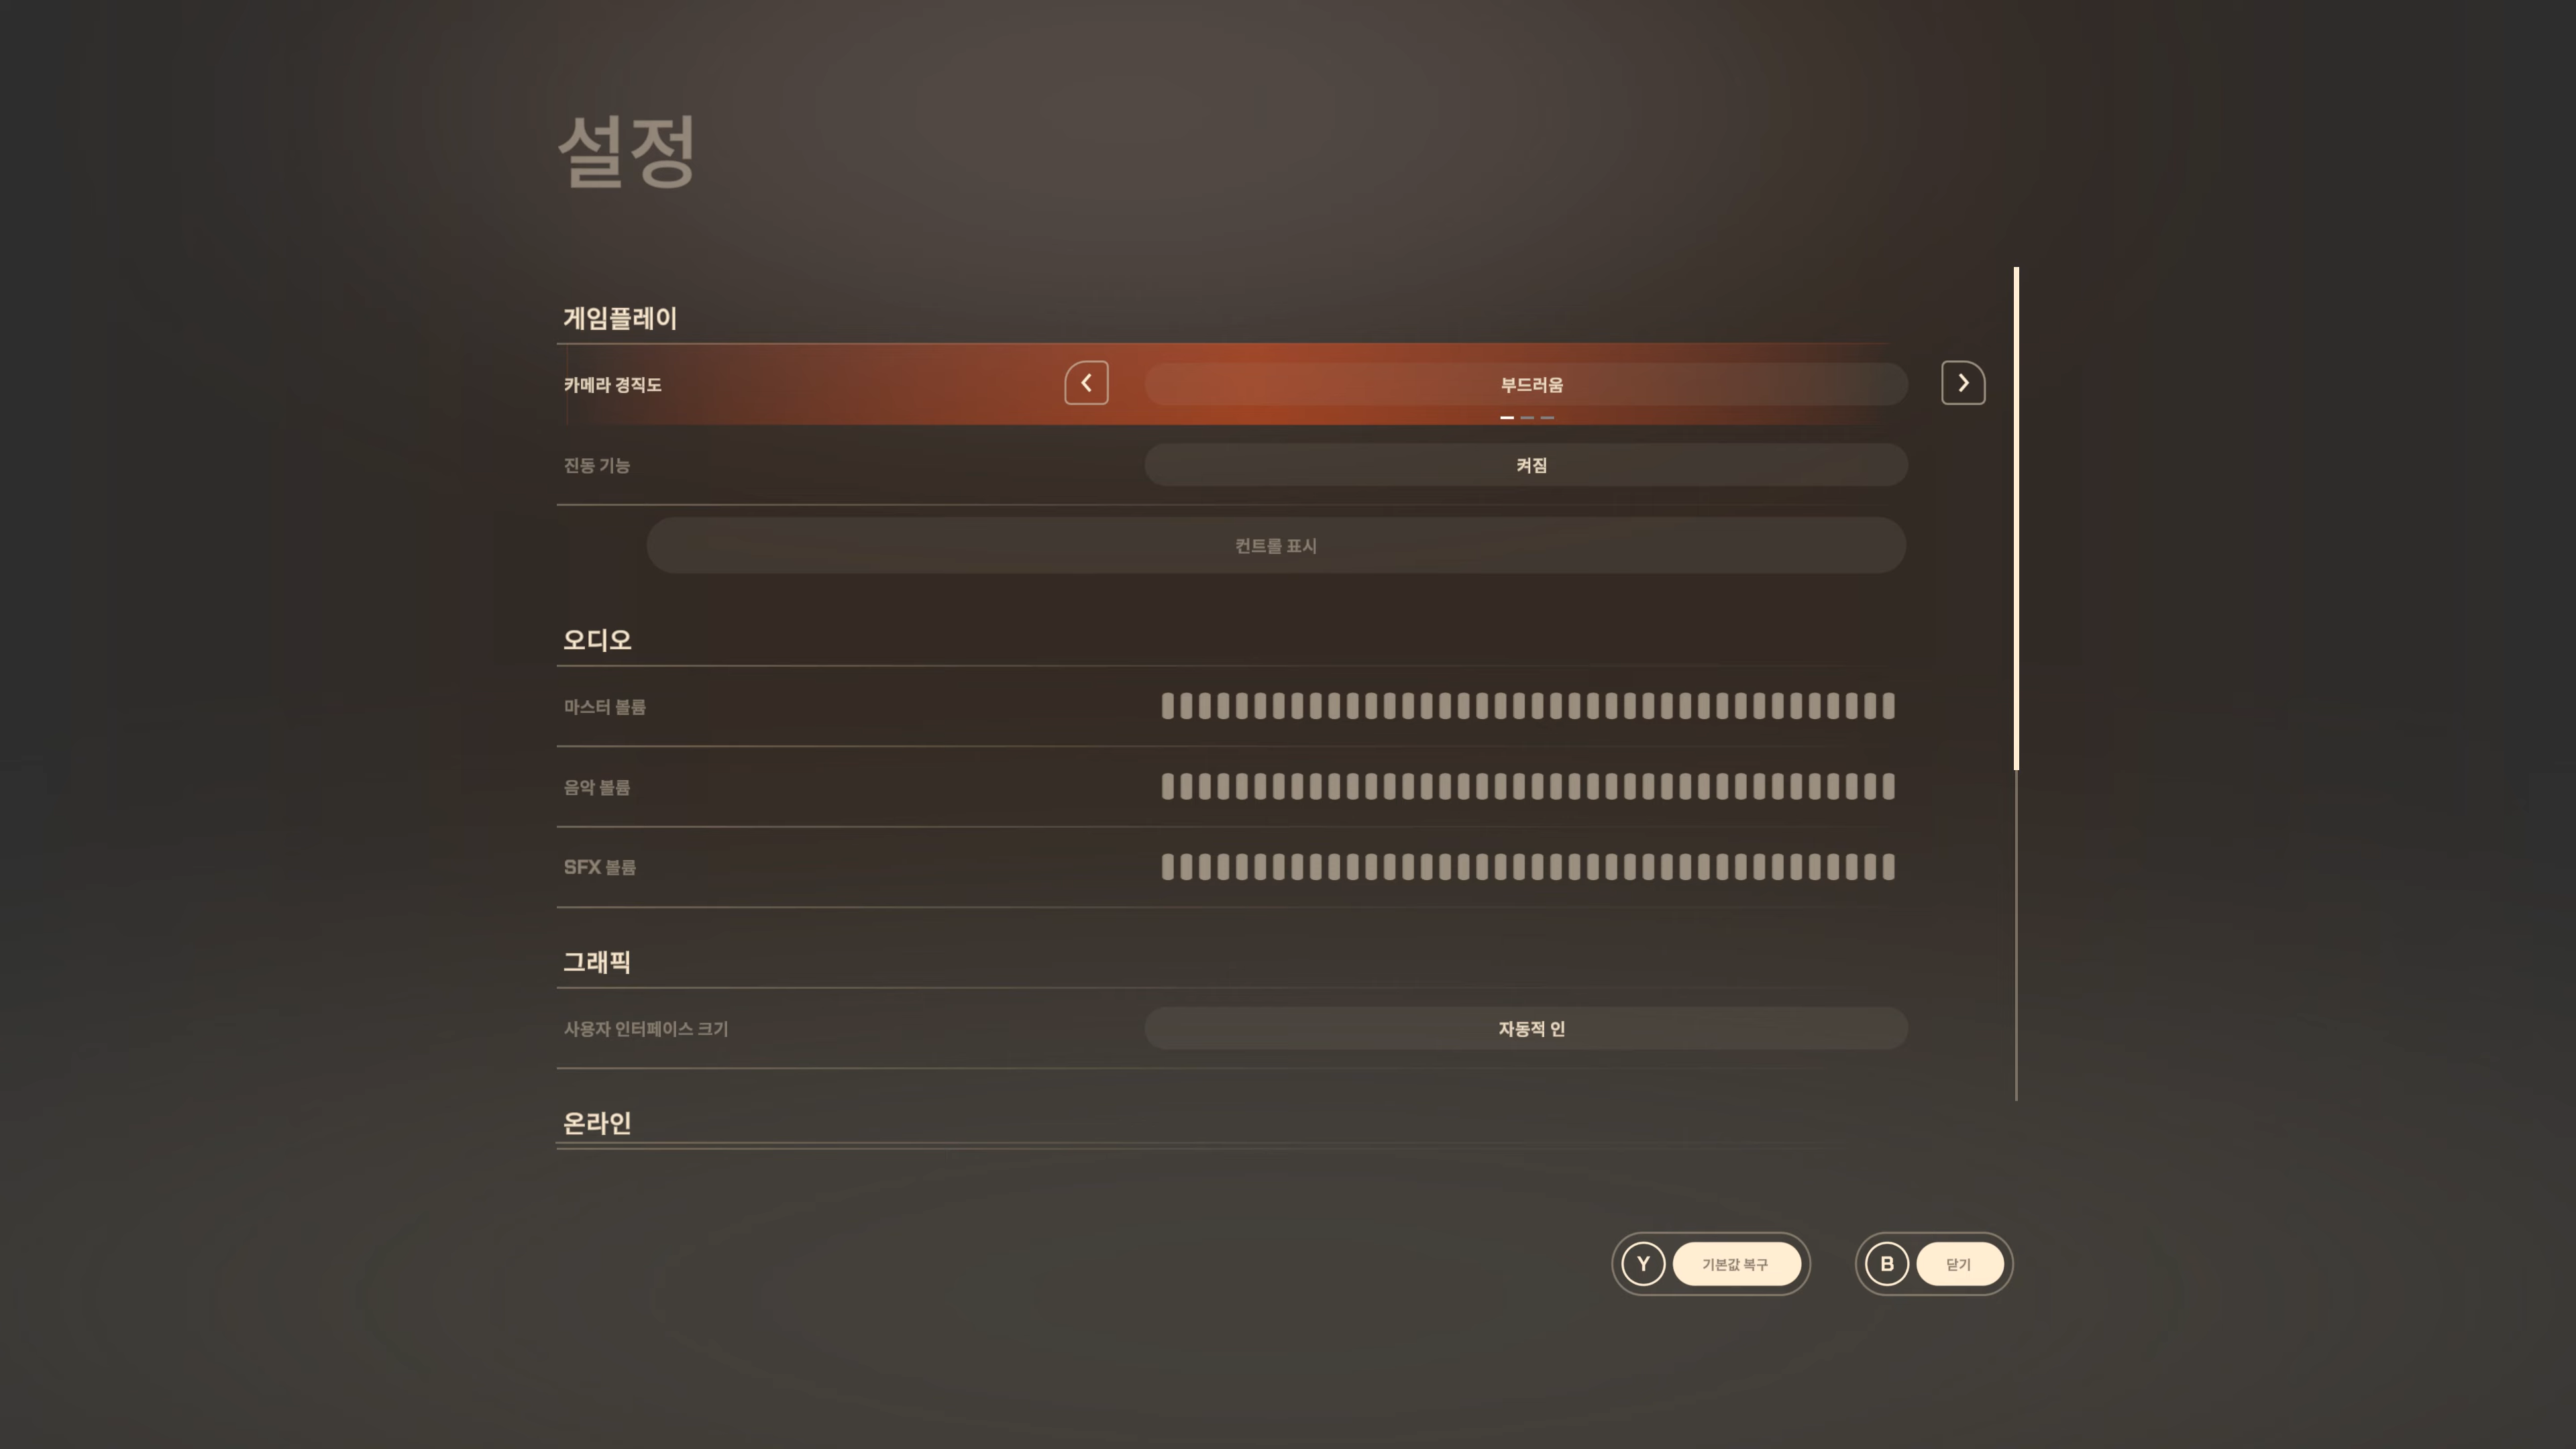 설정
게임플레이
카메라 경직도
부드러움
진동 기능
켜짐
컨트롤 표시
오디오
마스터 볼륨
음악 볼륨
SFX 볼륨
그래픽
사용자 인터페이스 크기
자동적 인
온라인
Y 기본값 복구
B 닫기